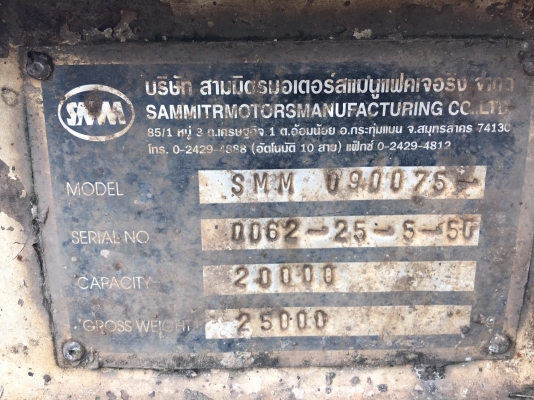 SMM
บริษัท สามมิตรมอเตอร์สแมนูแฟคเจอริง จำกัด
SAMMITRMOTORSMANUFACTURING CO.,LTD
85/1 หมู่ 3 ถ.เศรษฐกิจ 1 ต.อ้อมน้อย อ.กระทุ่มแบน จ.สมุทรสาคร 74130
โทร. 0-2429-4888 (อัตโนมัติ 10 สาย) แฟ็กซ์ 0-2429-4812
MODEL SMM 090075-
SERIAL NO 0062-25-6-50
CAPACITY 20000
GROSS WEIGHT 25000